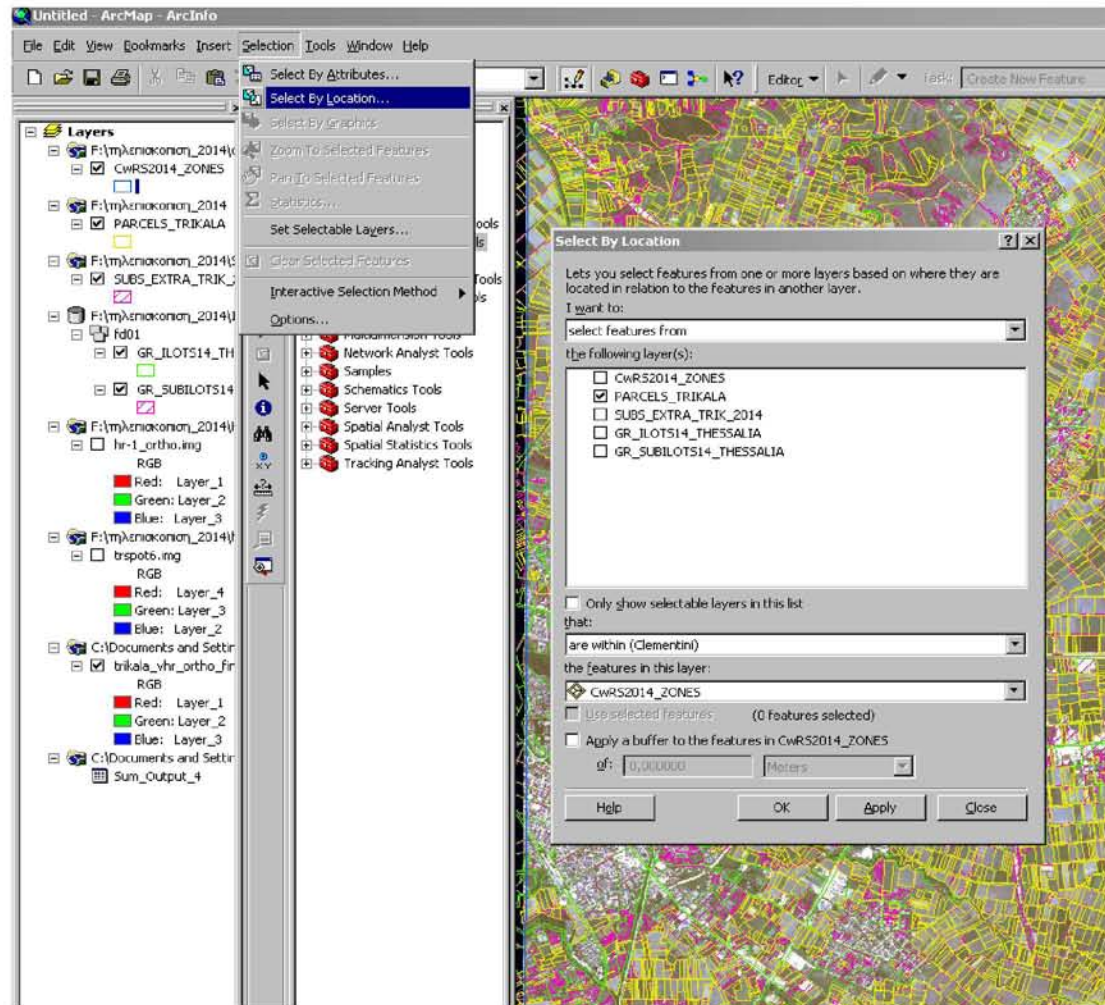 Untitled - ArcMap - ArcInfo
File Edit View Bookmarks Insert Selection Tools Window Help
Editor Task: Create New Feature
Select By Attributes...
Select By Location...
Select By Graphics
Zoom To Selected Features
Pan To Selected Features
Statistics...
Set Selectable Layers...
Clear Selected Features
Interactive Selection Method
Options...
Layers
F:\τηλεπισκοπιση_2014\
CwRS2014_ZONES
F:\τηλεπισκοπιση_2014
PARCELS_TRIKALA
F:\τηλεπισκοπιση_2014\
SUBS_EXTRA_TRIK_
F:\τηλεπισκοπιση_2014\
fd01
GR_ILOTS14_TH
GR_SUBILOTS14
F:\τηλεπισκοπιση_2014\
hr-1_ortho.img
RGB
Red: Layer_1
Green: Layer_2
Blue: Layer_3
F:\τηλεπισκοπιση_2014\
trspot6.img
RGB
Red: Layer_4
Green: Layer_3
Blue: Layer_2
C:\Documents and Settin
trikala_vhr_ortho_fir
RGB
Red: Layer_1
Green: Layer_2
Blue: Layer_3
C:\Documents and Settin
Sum_Output_4
Network Analyst Tools
Samples
Schematics Tools
Server Tools
Spatial Analyst Tools
Spatial Statistics Tools
Tracking Analyst Tools
Select By Location
Lets you select features from one or more layers based on where they are
located in relation to the features in another layer.
I want to:
select features from
the following layer(s):
CwRS2014_ZONES
PARCELS_TRIKALA
SUBS_EXTRA_TRIK_2014
GR_ILOTS14_THESSALIA
GR_SUBILOTS14_THESSALIA
Only show selectable layers in this list
that:
are within (Clementini)
the features in this layer:
CwRS2014_ZONES
Use selected features (0 features selected)
Apply a buffer to the features in CwRS2014_ZONES
of: 0,000000 Meters
Help OK Apply Close